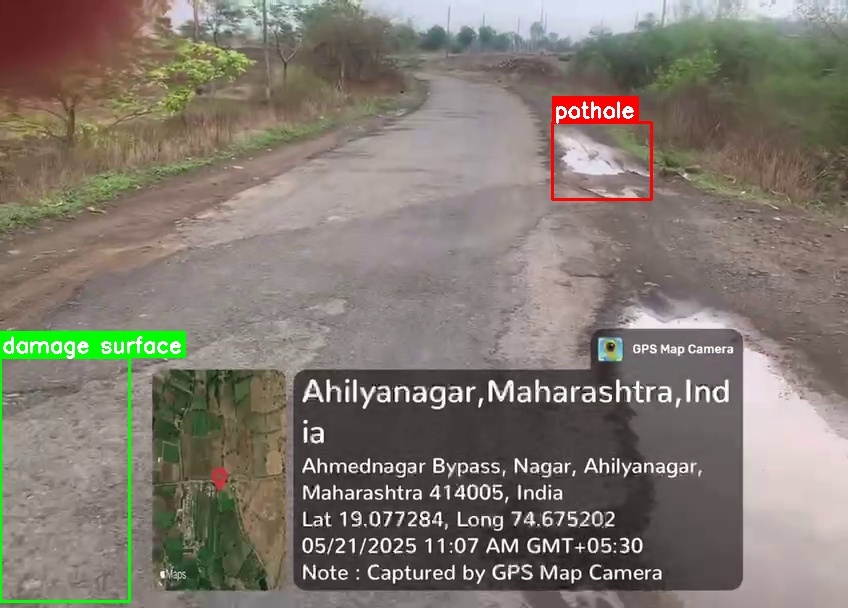 pothole
damage surface
GPS Map Camera
Ahilyanagar,Maharashtra,Ind
ia
Ahmednagar Bypass, Nagar, Ahilyanagar,
Maharashtra 414005, India
Lat 19.077284, Long 74.675202
05/21/2025 11:07 AM GMT+05:30
Note : Captured by GPS Map Camera
Maps